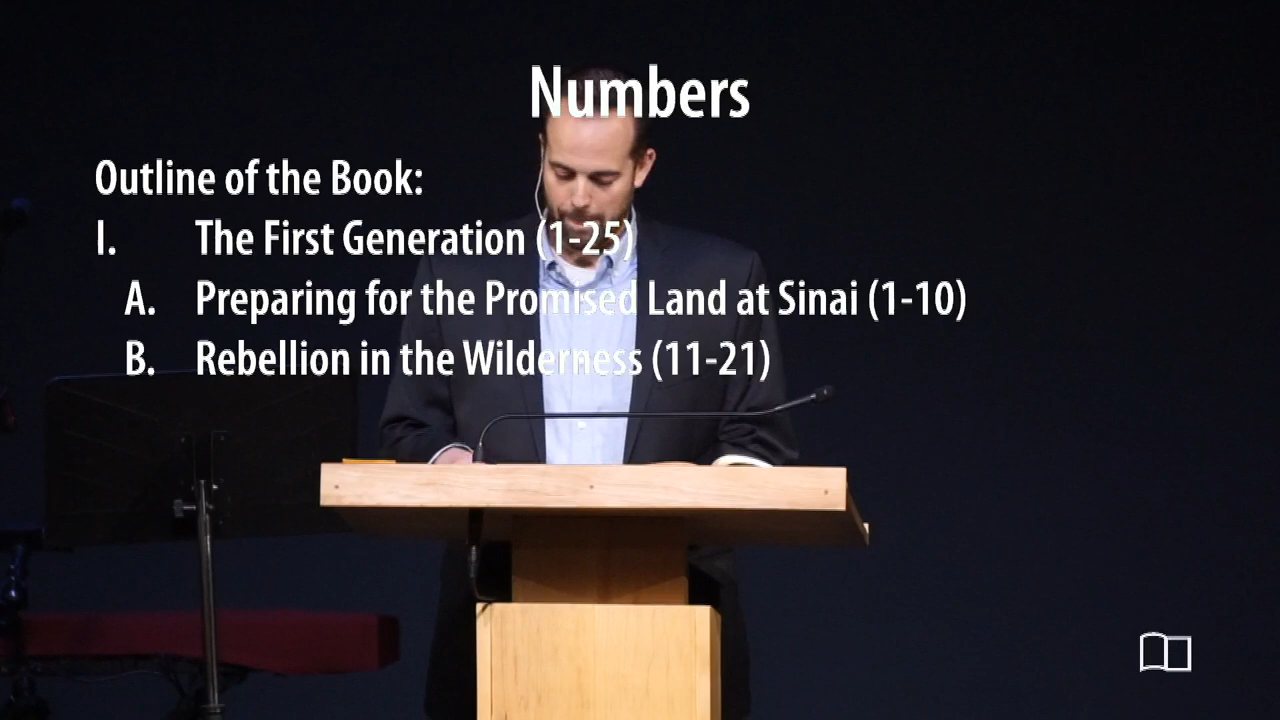 Numbers
Outline of the Book:
I. The First Generation (1-25)
A. Preparing for the Promised Land at Sinai (1-10)
B. Rebellion in the Wilderness (11-21)